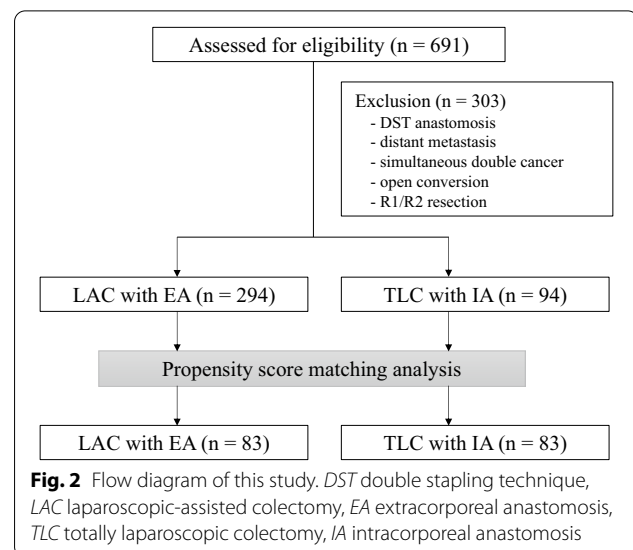 Assessed for eligibility (n = 691)
Exclusion (n = 303)
- DST anastomosis
- distant metastasis
- simultaneous double cancer
- open conversion
- R1/R2 resection
LAC with EA (n = 294)
TLC with IA (n = 94)
Propensity score matching analysis
LAC with EA (n = 83)
TLC with IA (n = 83)
Fig. 2 Flow diagram of this study. DST double stapling technique,
LAC laparoscopic-assisted colectomy, EA extracorporeal anastomosis,
TLC totally laparoscopic colectomy, IA intracorporeal anastomosis